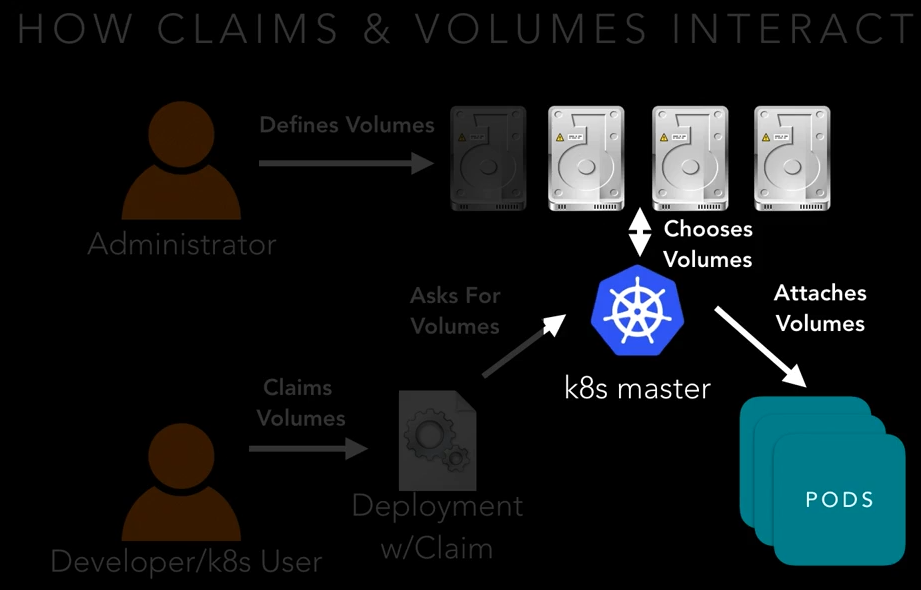 HOW CLAIMS & VOLUMES INTERACT
Defines Volumes
Administrator
Chooses
Volumes
Asks For
Volumes
Attaches
Volumes
k8s master
Claims
Volumes
Deployment
w/Claim
Developer/k8s User
PODS